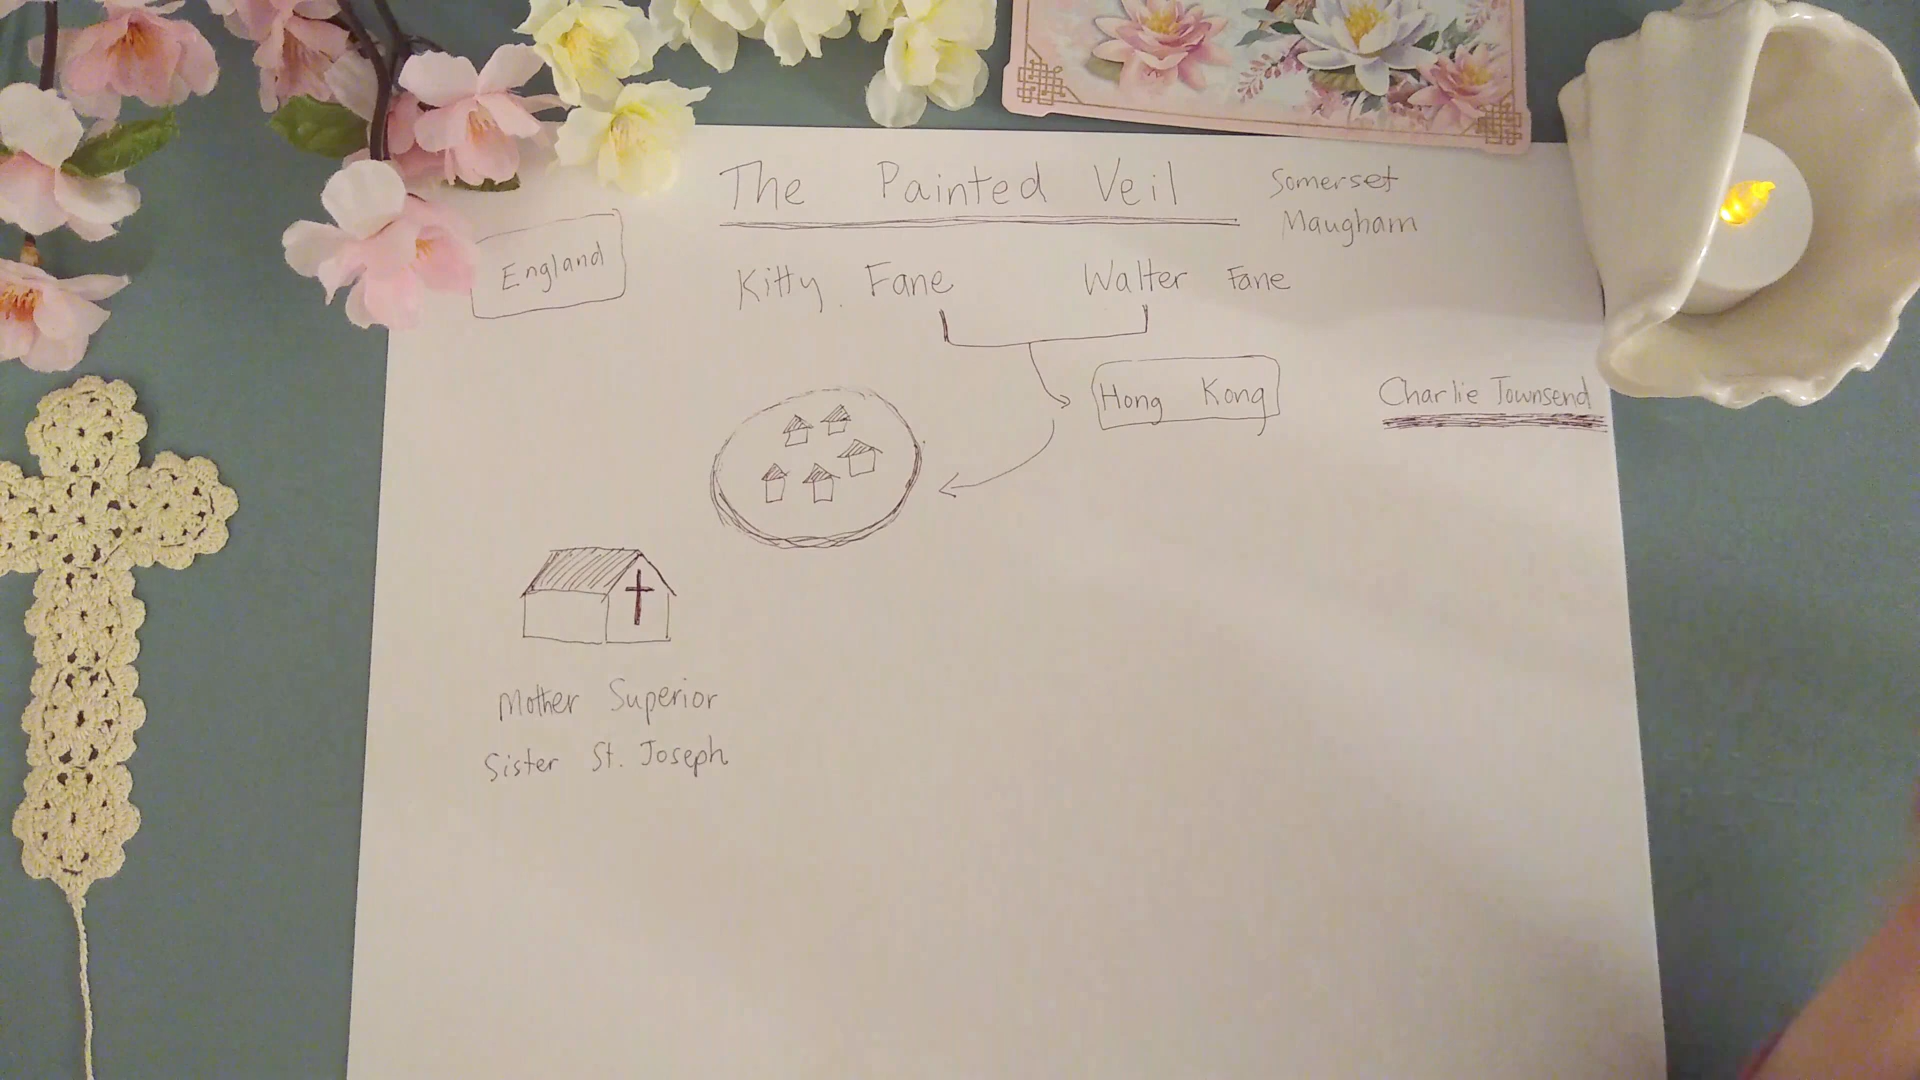 The Painted Veil
Somerset
Maugham
England
Kitty Fane
Walter Fane
Hong Kong
Charlie Townsend
Mother Superior
Sister St. Joseph